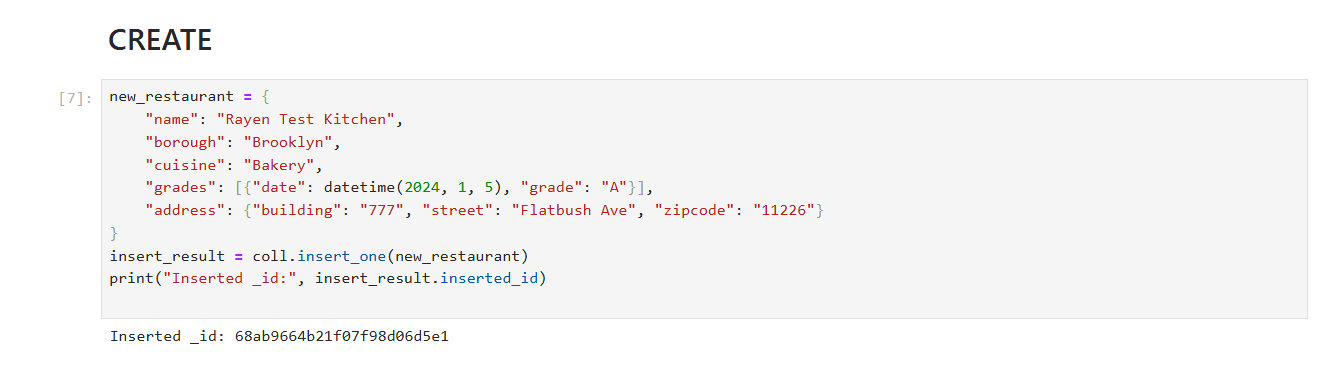 CREATE
[7]: new_restaurant = {
    "name": "Rayen Test Kitchen",
    "borough": "Brooklyn",
    "cuisine": "Bakery",
    "grades": [{"date": datetime(2024, 1, 5), "grade": "A"}],
    "address": {"building": "777", "street": "Flatbush Ave", "zipcode": "11226"}
}
insert_result = coll.insert_one(new_restaurant)
print("Inserted _id:", insert_result.inserted_id)
Inserted _id: 68ab9664b21f07f98d06d5e1